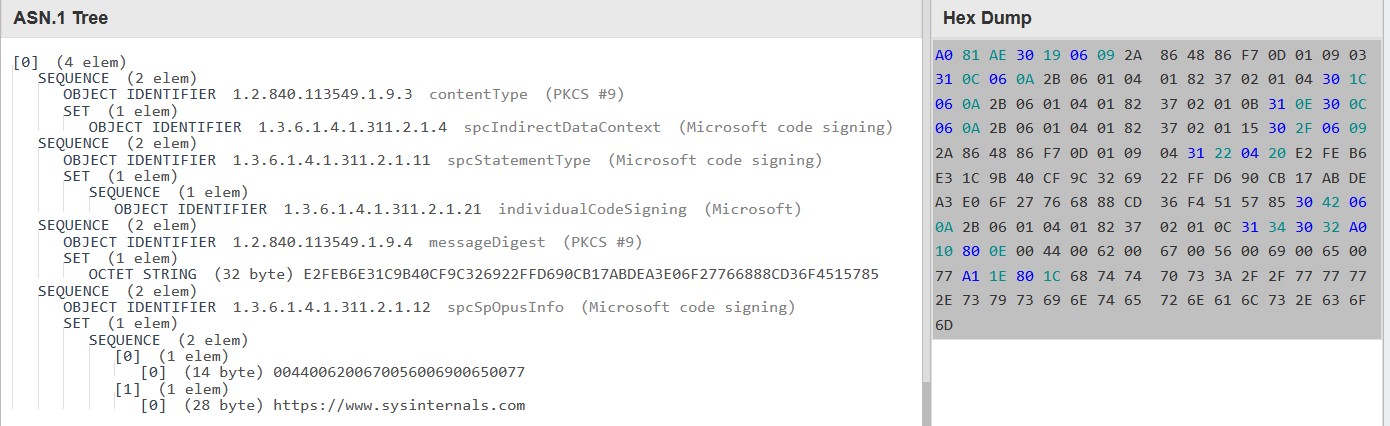 ASN.1 Tree
[0] (4 elem)
SEQUENCE (2 elem)
OBJECT IDENTIFIER 1.2.840.113549.1.9.3 contentType (PKCS #9)
SET (1 elem)
OBJECT IDENTIFIER 1.3.6.1.4.1.311.2.1.4 spcIndirectDataContext (Microsoft code signing)
SEQUENCE (2 elem)
OBJECT IDENTIFIER 1.3.6.1.4.1.311.2.1.11 spcStatementType (Microsoft code signing)
SET (1 elem)
SEQUENCE (1 elem)
OBJECT IDENTIFIER 1.3.6.1.4.1.311.2.1.21 individualCodeSigning (Microsoft)
SEQUENCE (2 elem)
OBJECT IDENTIFIER 1.2.840.113549.1.9.4 messageDigest (PKCS #9)
SET (1 elem)
OCTET STRING (32 byte) E2FEB6E31C9B40CF9C326922FFD690CB17ABDEA3E06F27766888CD36F4515785
SEQUENCE (2 elem)
OBJECT IDENTIFIER 1.3.6.1.4.1.311.2.1.12 spcSpOpusInfo (Microsoft code signing)
SET (1 elem)
SEQUENCE (2 elem)
[0] (1 elem)
[0] (14 byte) 0044006200670056006900650077
[1] (1 elem)
[0] (28 byte) https://www.sysinternals.com
Hex Dump
A0 81 AE 30 19 06 09 2A 86 48 86 F7 0D 01 09 03
31 0C 06 0A 2B 06 01 04 01 82 37 02 01 04 30 1C
06 0A 2B 06 01 04 01 82 37 02 01 0B 31 0E 30 0C
06 0A 2B 06 01 04 01 82 37 02 01 15 30 2F 06 09
2A 86 48 86 F7 0D 01 09 04 31 22 04 20 E2 FE B6
E3 1C 9B 40 CF 9C 32 69 22 FF D6 90 CB 17 AB DE
A3 E0 6F 27 76 68 88 CD 36 F4 51 57 85 30 42 06
0A 2B 06 01 04 01 82 37 02 01 0C 31 34 30 32 A0
10 80 0E 00 44 00 62 00 67 00 56 00 69 00 65 00
77 A1 1E 80 1C 68 74 74 70 73 3A 2F 2F 77 77 77
2E 73 79 73 69 6E 74 65 72 6E 61 6C 73 2E 63 6F
6D